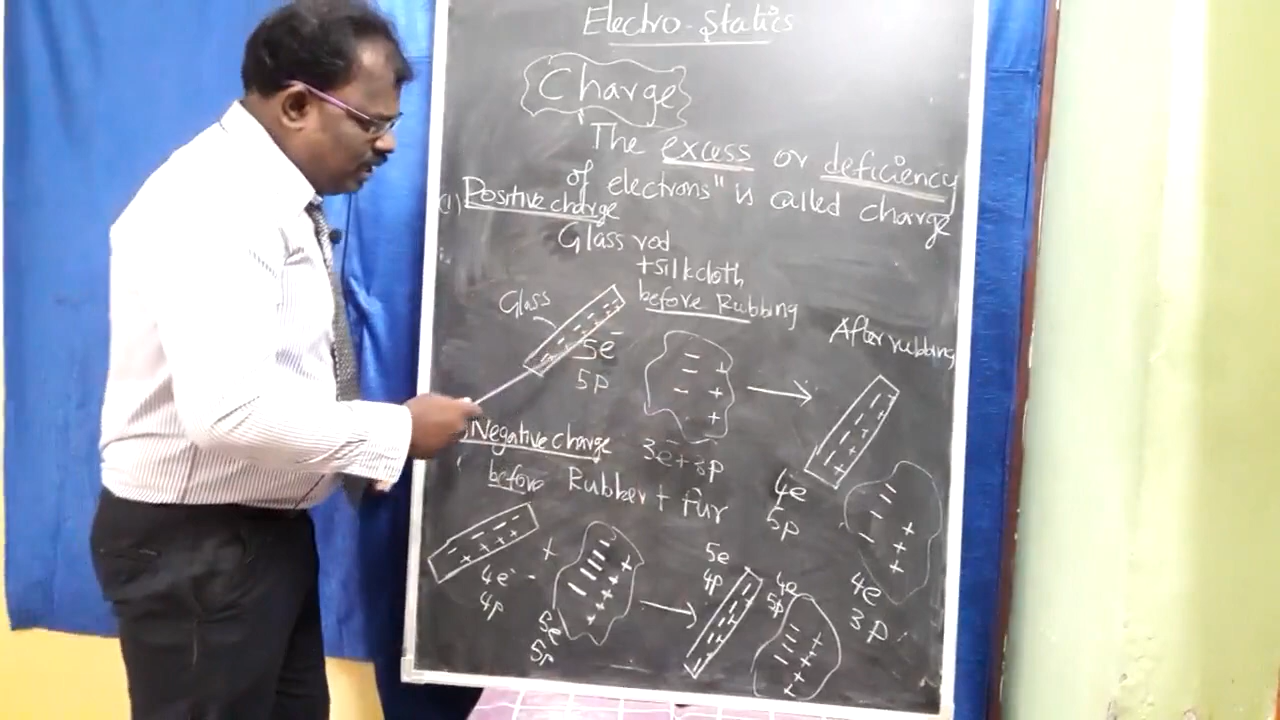 Electro-statics
Charge
"The excess or deficiency
of electrons" is called charge
(1) Positive charge
Glass rod
+silkcloth
before Rubbing
Glass
5e⁻
5p
After rubbing
3e⁻+3p
4e
5p
4e
3p
Negative charge
before Rubber + fur
4e⁻
4p
+
5e
5p
5e
4p
4e
5p